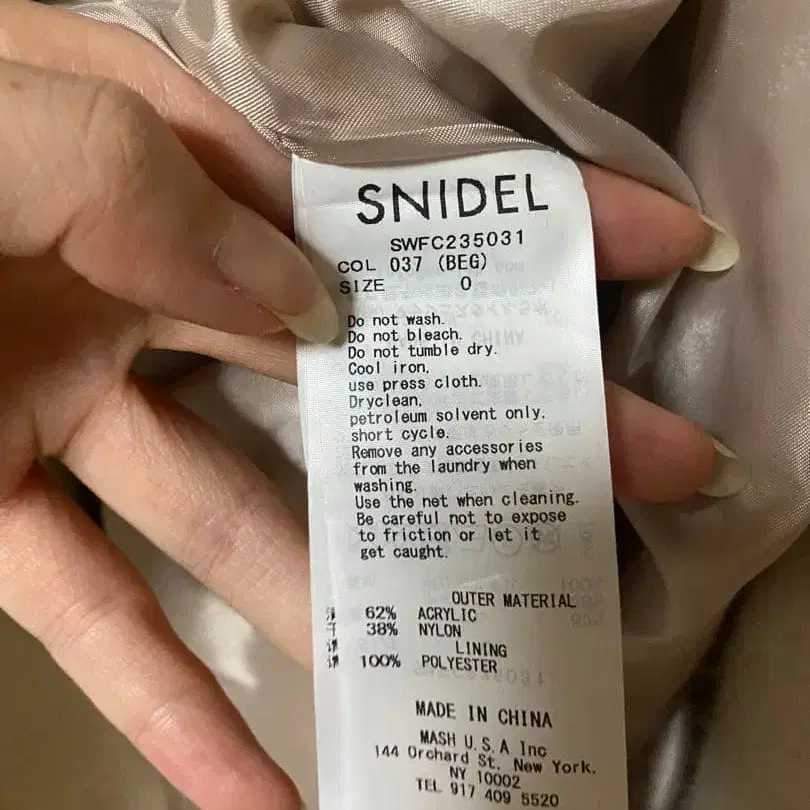 SNIDEL
SWFC235031
COL 037 (BEG)
SIZE 0
Do not wash.
Do not bleach.
Do not tumble dry.
Cool iron,
use press cloth.
Dryclean,
petroleum solvent only.
short cycle.
Remove any accessories
from the laundry when
washing.
Use the net when cleaning.
Be careful not to expose
to friction or let it
get caught.
OUTER MATERIAL
62% ACRYLIC
38% NYLON
LINING
100% POLYESTER
MADE IN CHINA
MASH U.S.A Inc
144 Orchard St. New York.
NY 10002
TEL 917 409 5520